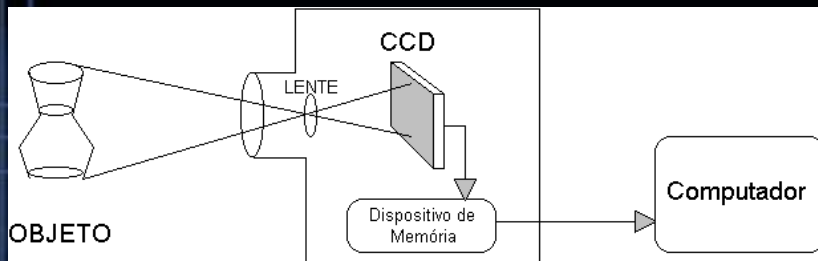 CCD
LENTE
OBJETO
Dispositivo de
Memória
Computador